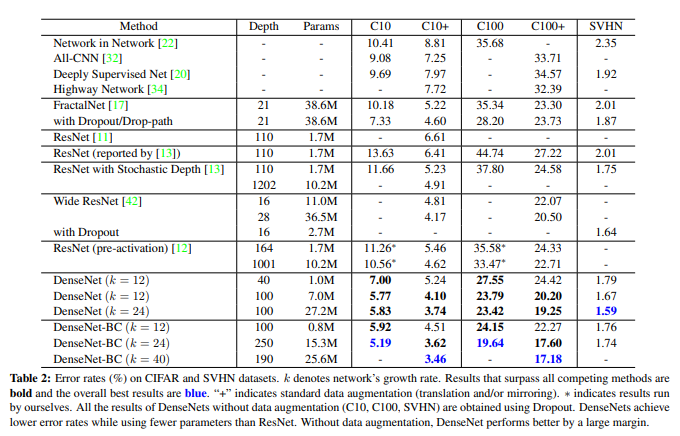 Method Depth Params C10 C10+ C100 C100+ SVHN
Network in Network [22] - - 10.41 8.81 35.68 - 2.35
All-CNN [32] - - 9.08 7.25 - 33.71 -
Deeply Supervised Net [20] - - 9.69 7.97 - 34.57 1.92
Highway Network [34] - - - 7.72 - 32.39 -
FractalNet [17] 21 38.6M 10.18 5.22 35.34 23.30 2.01
with Dropout/Drop-path 21 38.6M 7.33 4.60 28.20 23.73 1.87
ResNet [11] 110 1.7M - 6.61 - - -
ResNet (reported by [13]) 110 1.7M 13.63 6.41 44.74 27.22 2.01
ResNet with Stochastic Depth [13] 110 1.7M 11.66 5.23 37.80 24.58 1.75
1202 10.2M - 4.91 - - -
Wide ResNet [42] 16 11.0M - 4.81 - 22.07 -
28 36.5M - 4.17 - 20.50 -
with Dropout 16 2.7M - - - - 1.64
ResNet (pre-activation) [12] 164 1.7M 11.26* 5.46 35.58* 24.33 -
1001 10.2M 10.56* 4.62 33.47* 22.71 -
DenseNet (k = 12) 40 1.0M 7.00 5.24 27.55 24.42 1.79
DenseNet (k = 12) 100 7.0M 5.77 4.10 23.79 20.20 1.67
DenseNet (k = 24) 100 27.2M 5.83 3.74 23.42 19.25 1.59
DenseNet-BC (k = 12) 100 0.8M 5.92 4.51 24.15 22.27 1.76
DenseNet-BC (k = 24) 250 15.3M 5.19 3.62 19.64 17.60 1.74
DenseNet-BC (k = 40) 190 25.6M - 3.46 - 17.18 -
Table 2: Error rates (%) on CIFAR and SVHN datasets. k denotes network's growth rate. Results that surpass all competing methods are
bold and the overall best results are blue. "+" indicates standard data augmentation (translation and/or mirroring). * indicates results run
by ourselves. All the results of DenseNets without data augmentation (C10, C100, SVHN) are obtained using Dropout. DenseNets achieve
lower error rates while using fewer parameters than ResNet. Without data augmentation, DenseNet performs better by a large margin.